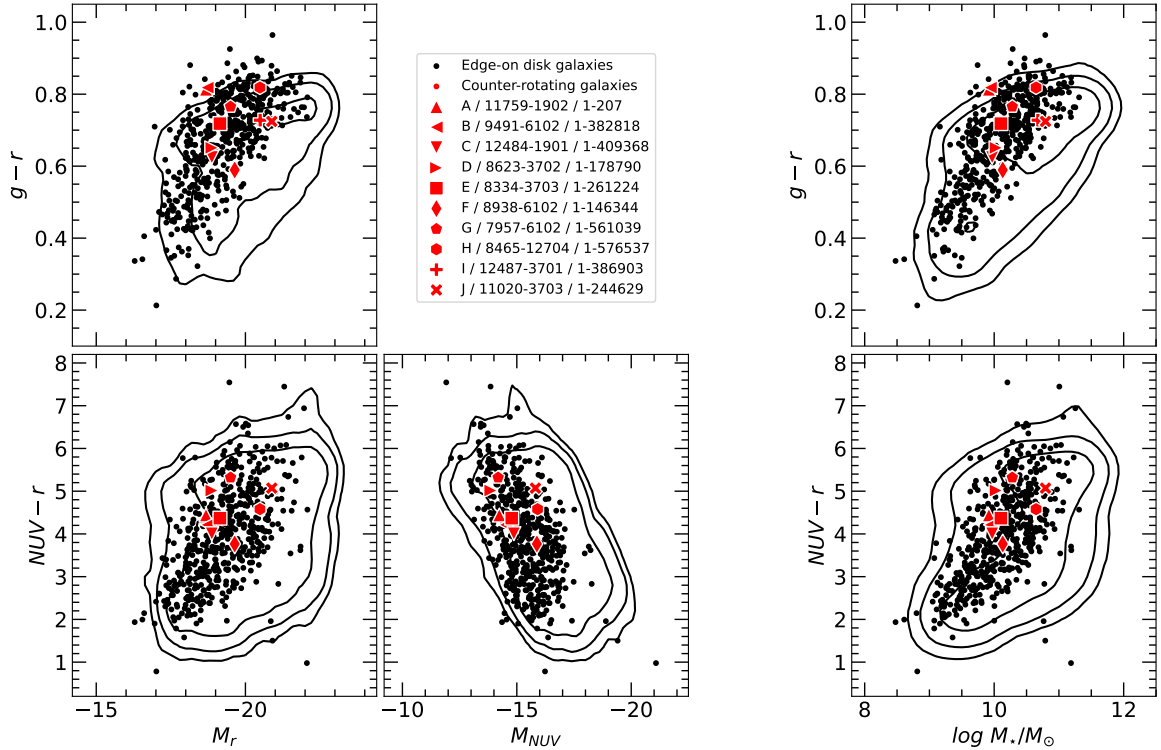 1.0
0.8
0.6
0.4
0.2
g − r
Edge-on disk galaxies
Counter-rotating galaxies
A / 11759-1902 / 1-207
B / 9491-6102 / 1-382818
C / 12484-1901 / 1-409368
D / 8623-3702 / 1-178790
E / 8334-3703 / 1-261224
F / 8938-6102 / 1-146344
G / 7957-6102 / 1-561039
H / 8465-12704 / 1-576537
I / 12487-3701 / 1-386903
J / 11020-3703 / 1-244629
1.0
0.8
0.6
0.4
0.2
g − r
8
7
6
5
4
3
2
1
NUV − r
−15 −20
M_r
−10 −15 −20
M_NUV
8
7
6
5
4
3
2
1
NUV − r
8 10 12
log M⋆/M⊙